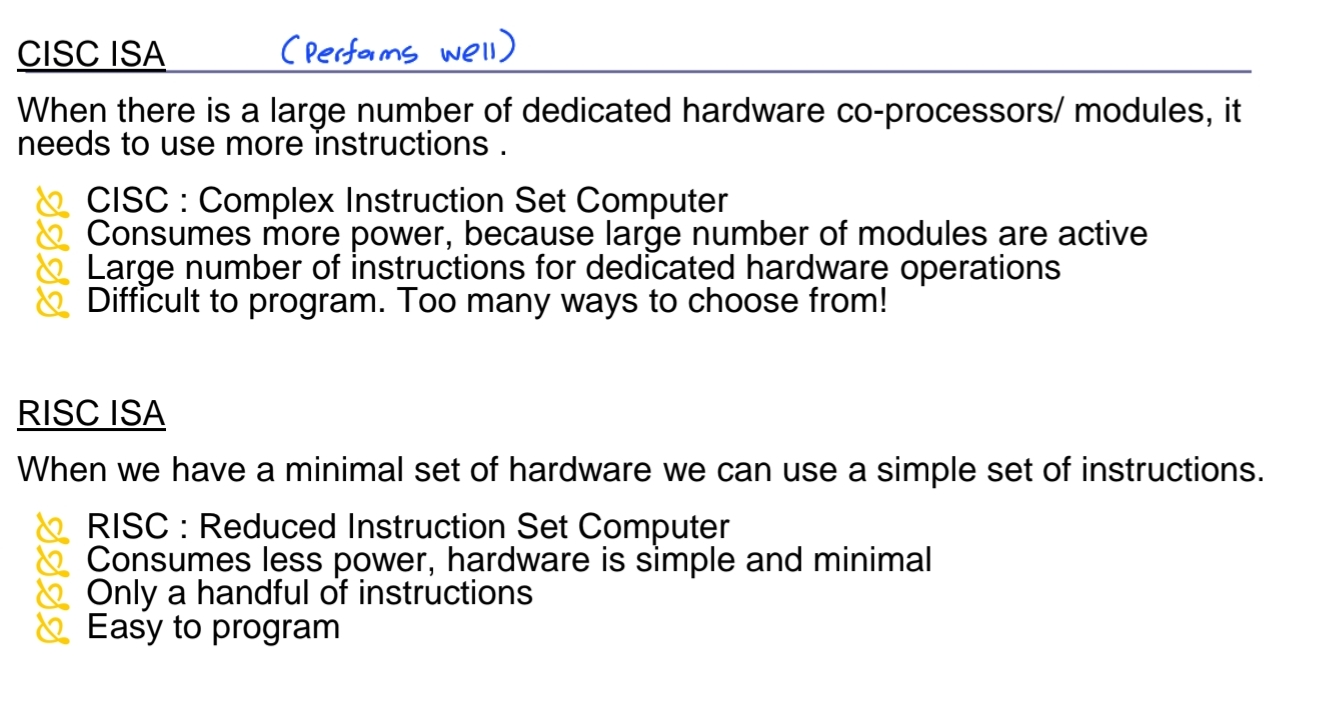 CISC ISA (Performs well)
When there is a large number of dedicated hardware co-processors/ modules, it
needs to use more instructions .
CISC : Complex Instruction Set Computer
Consumes more power, because large number of modules are active
Large number of instructions for dedicated hardware operations
Difficult to program. Too many ways to choose from!
RISC ISA
When we have a minimal set of hardware we can use a simple set of instructions.
RISC : Reduced Instruction Set Computer
Consumes less power, hardware is simple and minimal
Only a handful of instructions
Easy to program